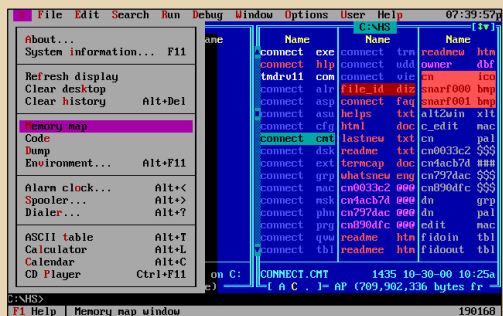 ≡ File Edit Search Run Debug Window Options User Help 07:39:57p
About...
System information... F11
Refresh display
Clear desktop
Clear history Alt+Del
Memory map
Code
Dump
Environment... Alt+F11
Alarm clock... Alt+<
Spooler... Alt+>
Dialer... Alt+?
ASCII table Alt+T
Calculator Alt+L
Calendar Alt+C
CD Player Ctrl+F11
ame
on C:
C:\HS
[↕▼]
Name Name Name
connect exe connect trm readmew htm
connect hlp connect udd owner dbf
tmdrv11 com connect vie cn ico
connect alr file_id diz snarf000 bmp
connect asp connect faq snarf001 bmp
connect asu helps txt alt2win xlt
connect cfg html doc c_edit mac
connect cmt lastnew txt cn pal
connect dsk readme ext cn0033c2 $$$
connect ext termcap doc cn4acb7d ###
connect grp whatsnew eng cn797dac $$$
connect mac cn0033c2 @@@ cn890dfc $$$
connect msk cn4acb7d @@@ dn grp
connect phn cn797dac @@@ dn pal
connect prg cn890dfc @@@ edit mac
connect qvw readme htm fidoin tbl
connect tbl readmee htm fidoout tbl
CONNECT.CMT 1435 10-30-00 10:25a
[ A C . ] AP (709,902,336 bytes fr
C:\HS>
F1 Help Memory map window 190168